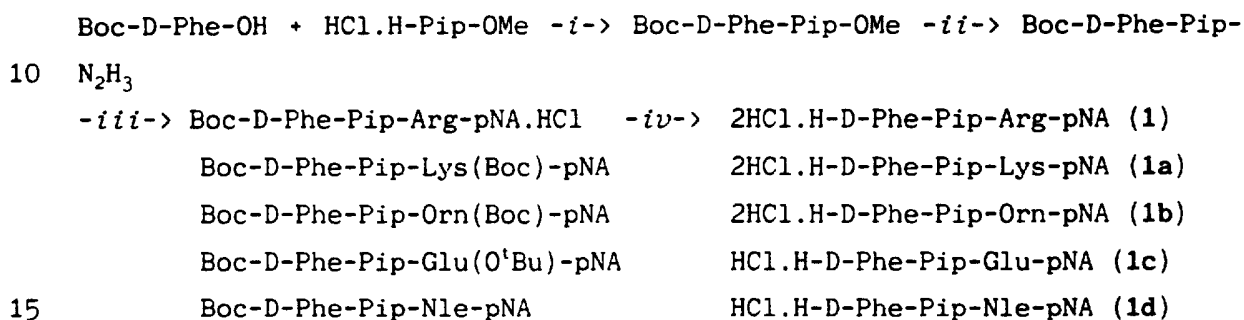 Boc-D-Phe-OH + HCl.H-Pip-OMe -i-> Boc-D-Phe-Pip-OMe -ii-> Boc-D-Phe-Pip-
10 N₂H₃
-iii-> Boc-D-Phe-Pip-Arg-pNA.HCl -iv-> 2HCl.H-D-Phe-Pip-Arg-pNA (1)
Boc-D-Phe-Pip-Lys(Boc)-pNA 2HCl.H-D-Phe-Pip-Lys-pNA (1a)
Boc-D-Phe-Pip-Orn(Boc)-pNA 2HCl.H-D-Phe-Pip-Orn-pNA (1b)
Boc-D-Phe-Pip-Glu(OᵗBu)-pNA HCl.H-D-Phe-Pip-Glu-pNA (1c)
15 Boc-D-Phe-Pip-Nle-pNA HCl.H-D-Phe-Pip-Nle-pNA (1d)